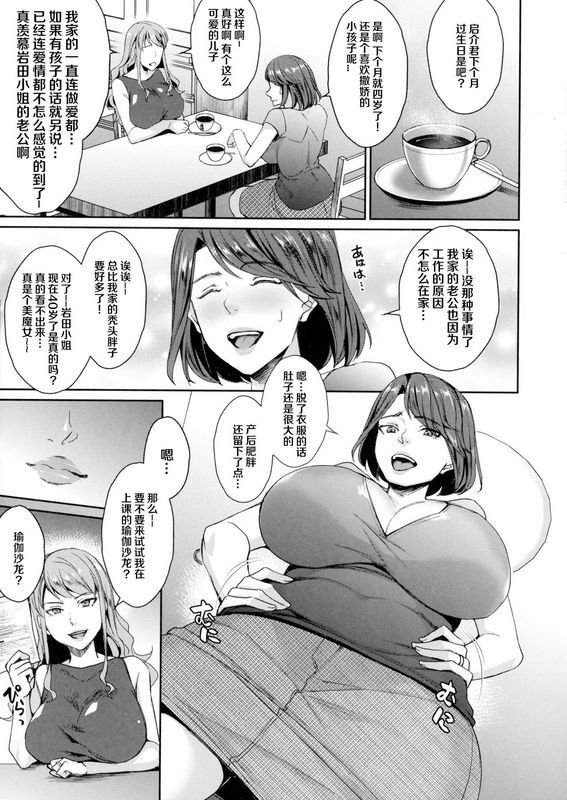 启介君下个月
过生日是吧？
是啊 下个月就四岁了！
还是个喜欢撒娇的
小孩子呢…
这样啊~
真好啊 有个这么
可爱的儿子
我家的一直连做爱都…
如果有孩子的话就另说…
已经连爱情都不怎么感觉的到了~
真羡慕岩田小姐
的老公啊
诶~~没那种事情了
我家的老公也因为
工作的原因
不怎么在家…
あはは…
诶诶~
总比我家的秃头胖子
要好多了！
对了~~岩田小姐
现在40岁了是真的吗？
真的看不出来…
真是个美魔女~~
嗯…脱了衣服的话
肚子还是很大的
产后肥胖
还留下了点…
むに
むに
嗯…
那么~~
要不要来试试我在
上课的瑜伽沙龙？
瑜伽沙龙？
ぴらっ